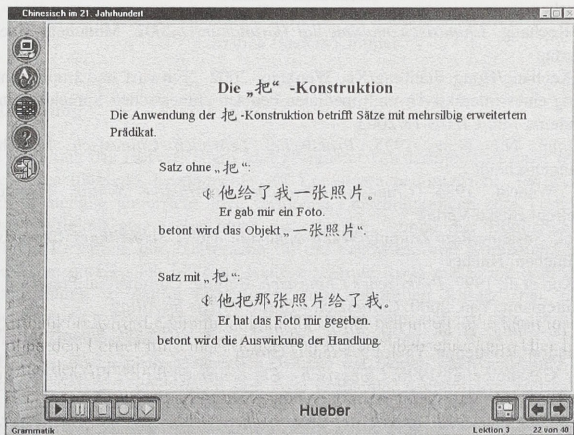 Chinesisch im 21. Jahrhundert
Die „把“ -Konstruktion
Die Anwendung der 把 -Konstruktion betrifft Sätze mit mehrsilbig erweitertem
Prädikat.
Satz ohne „把“:
他给了我一张照片。
Er gab mir ein Foto.
betont wird das Objekt „一张照片“.
Satz mit „把“:
他把那张照片给了我。
Er hat das Foto mir gegeben.
betont wird die Auswirkung der Handlung.
Hueber
Grammatik
Lektion 3
22 von 40